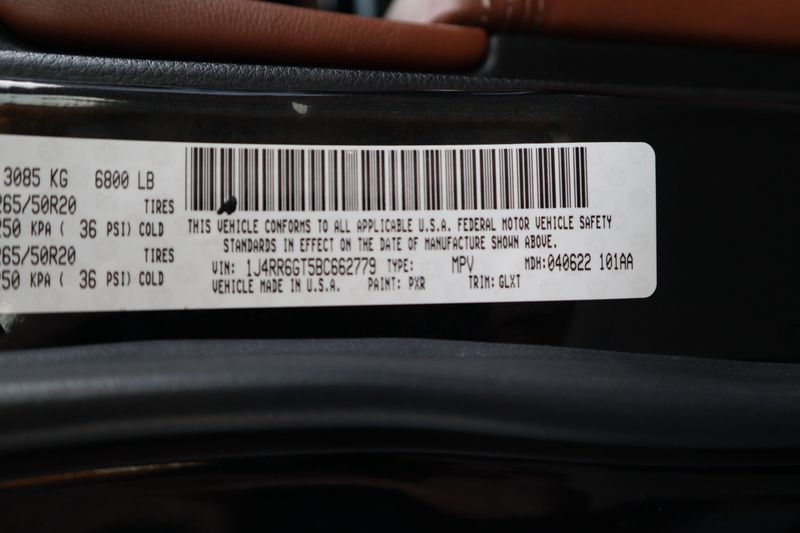 3085 KG 6800 LB
265/50R20 TIRES
250 KPA ( 36 PSI) COLD
265/50R20 TIRES
250 KPA ( 36 PSI) COLD
THIS VEHICLE CONFORMS TO ALL APPLICABLE U.S.A. FEDERAL MOTOR VEHICLE SAFETY
STANDARDS IN EFFECT ON THE DATE OF MANUFACTURE SHOWN ABOVE.
VIN: 1J4RR6GT5BC662779 TYPE: MPV MDH:040622 101AA
VEHICLE MADE IN U.S.A. PAINT: PXR TRIM: GLXT